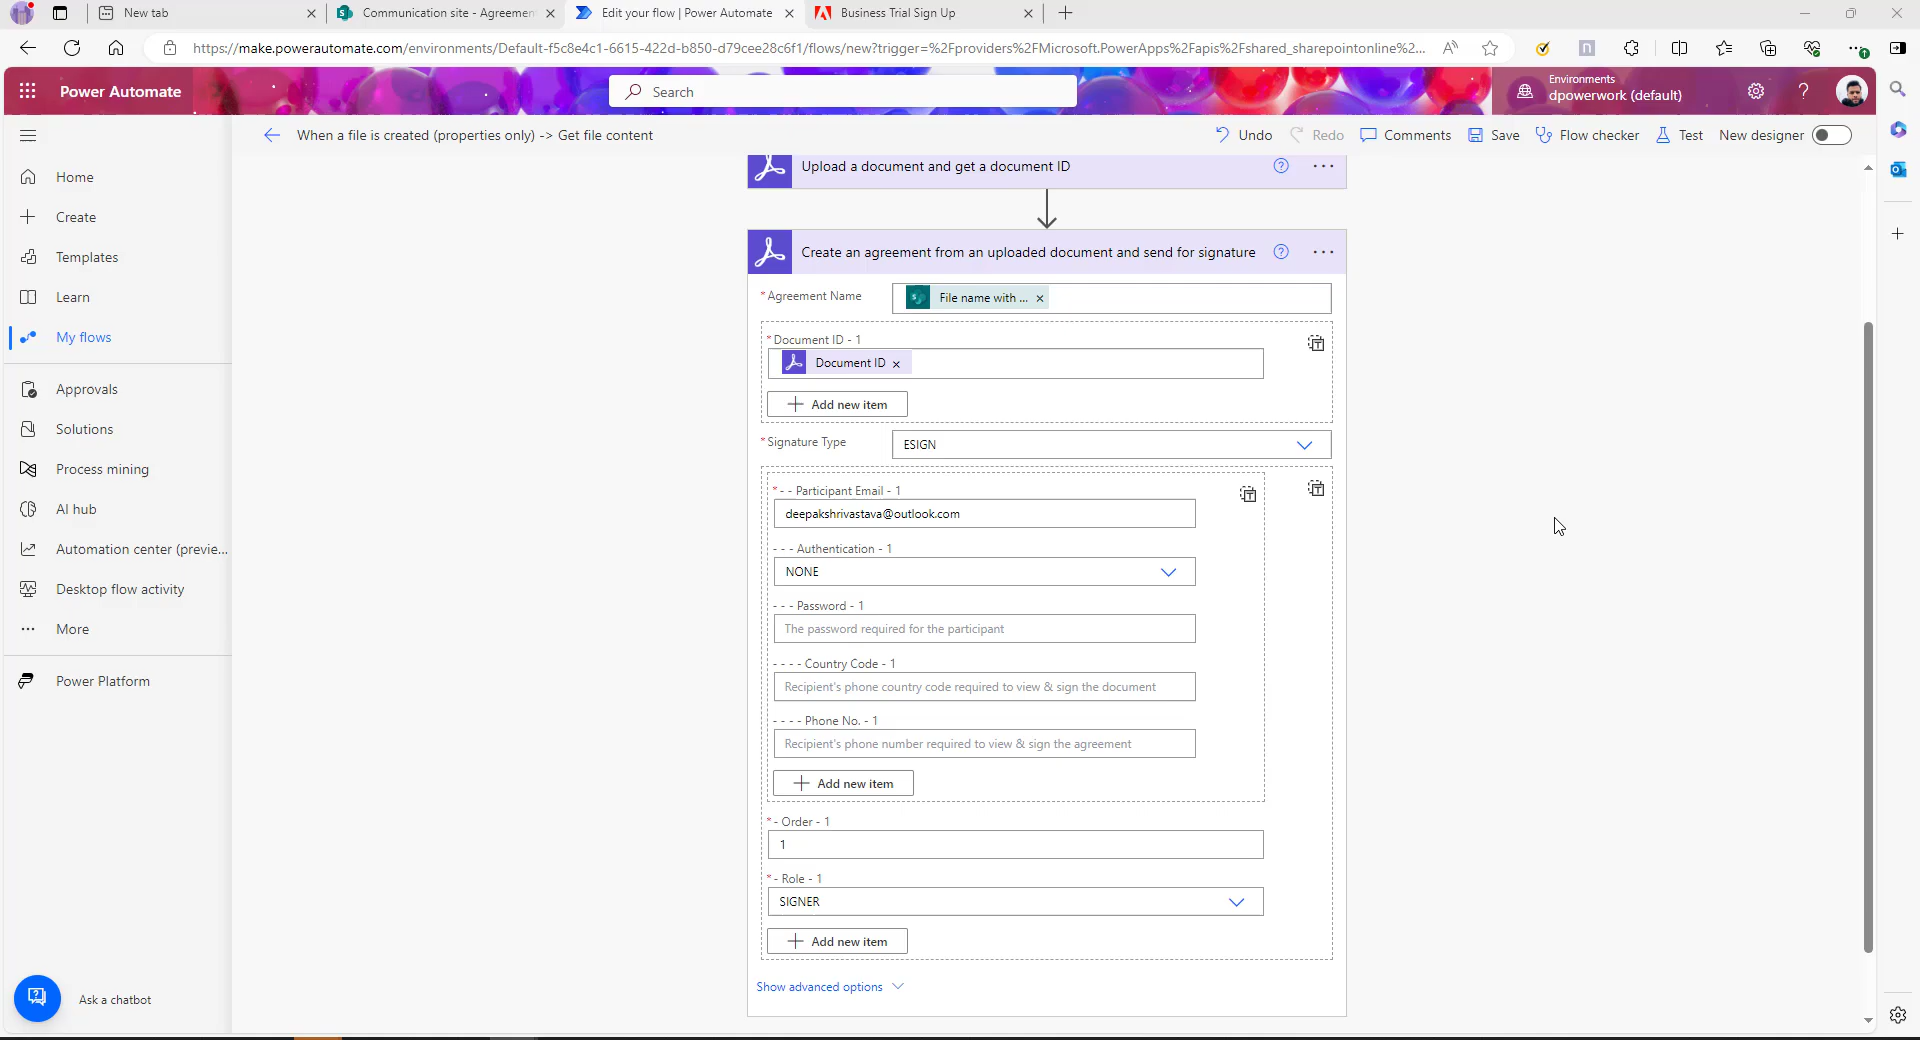 New tab
Communication site - Agreemen
Edit your flow | Power Automate
Business Trial Sign Up
https://make.powerautomate.com/environments/Default-f5c8e4c1-6615-422d-b850-d79cee28c6f1/flows/new?trigger=%2Fproviders%2FMicrosoft.PowerApps%2Fapis%2Fshared_sharepointonline%2...
Power Automate
Search
Environments
dpowerwork (default)
When a file is created (properties only) -> Get file content
Undo
Redo
Comments
Save
Flow checker
Test
New designer
Home
Create
Templates
Learn
My flows
Approvals
Solutions
Process mining
AI hub
Automation center (previe...
Desktop flow activity
More
Power Platform
Ask a chatbot
Upload a document and get a document ID
Create an agreement from an uploaded document and send for signature
* Agreement Name
File name with ... ×
* Document ID - 1
Document ID ×
Add new item
* Signature Type
ESIGN
* - - Participant Email - 1
deepakshrivastava@outlook.com
- - - Authentication - 1
NONE
- - - Password - 1
The password required for the participant
- - - - Country Code - 1
Recipient's phone country code required to view & sign the document
- - - - Phone No. - 1
Recipient's phone number required to view & sign the agreement
Add new item
* - Order - 1
1
* - Role - 1
SIGNER
Add new item
Show advanced options